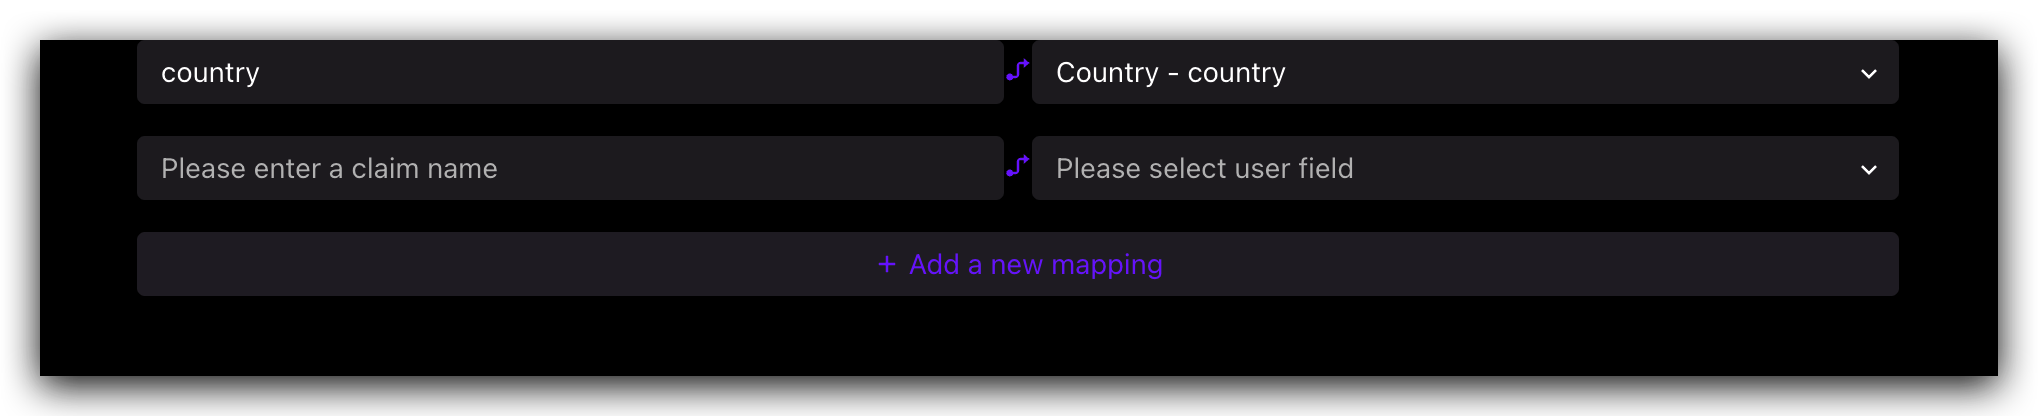 country
Country - country
Please enter a claim name
Please select user field
+ Add a new mapping